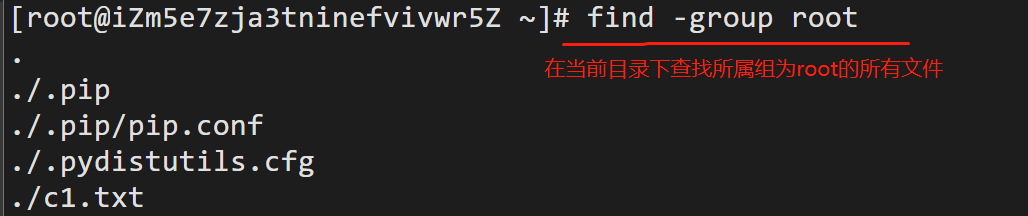 [root@iZm5e7zja3tninefvivwr5Z ~]# find -group root
.
在当前目录下查找所属组为root的所有文件
./.pip
./.pip/pip.conf
./.pydistutils.cfg
./c1.txt